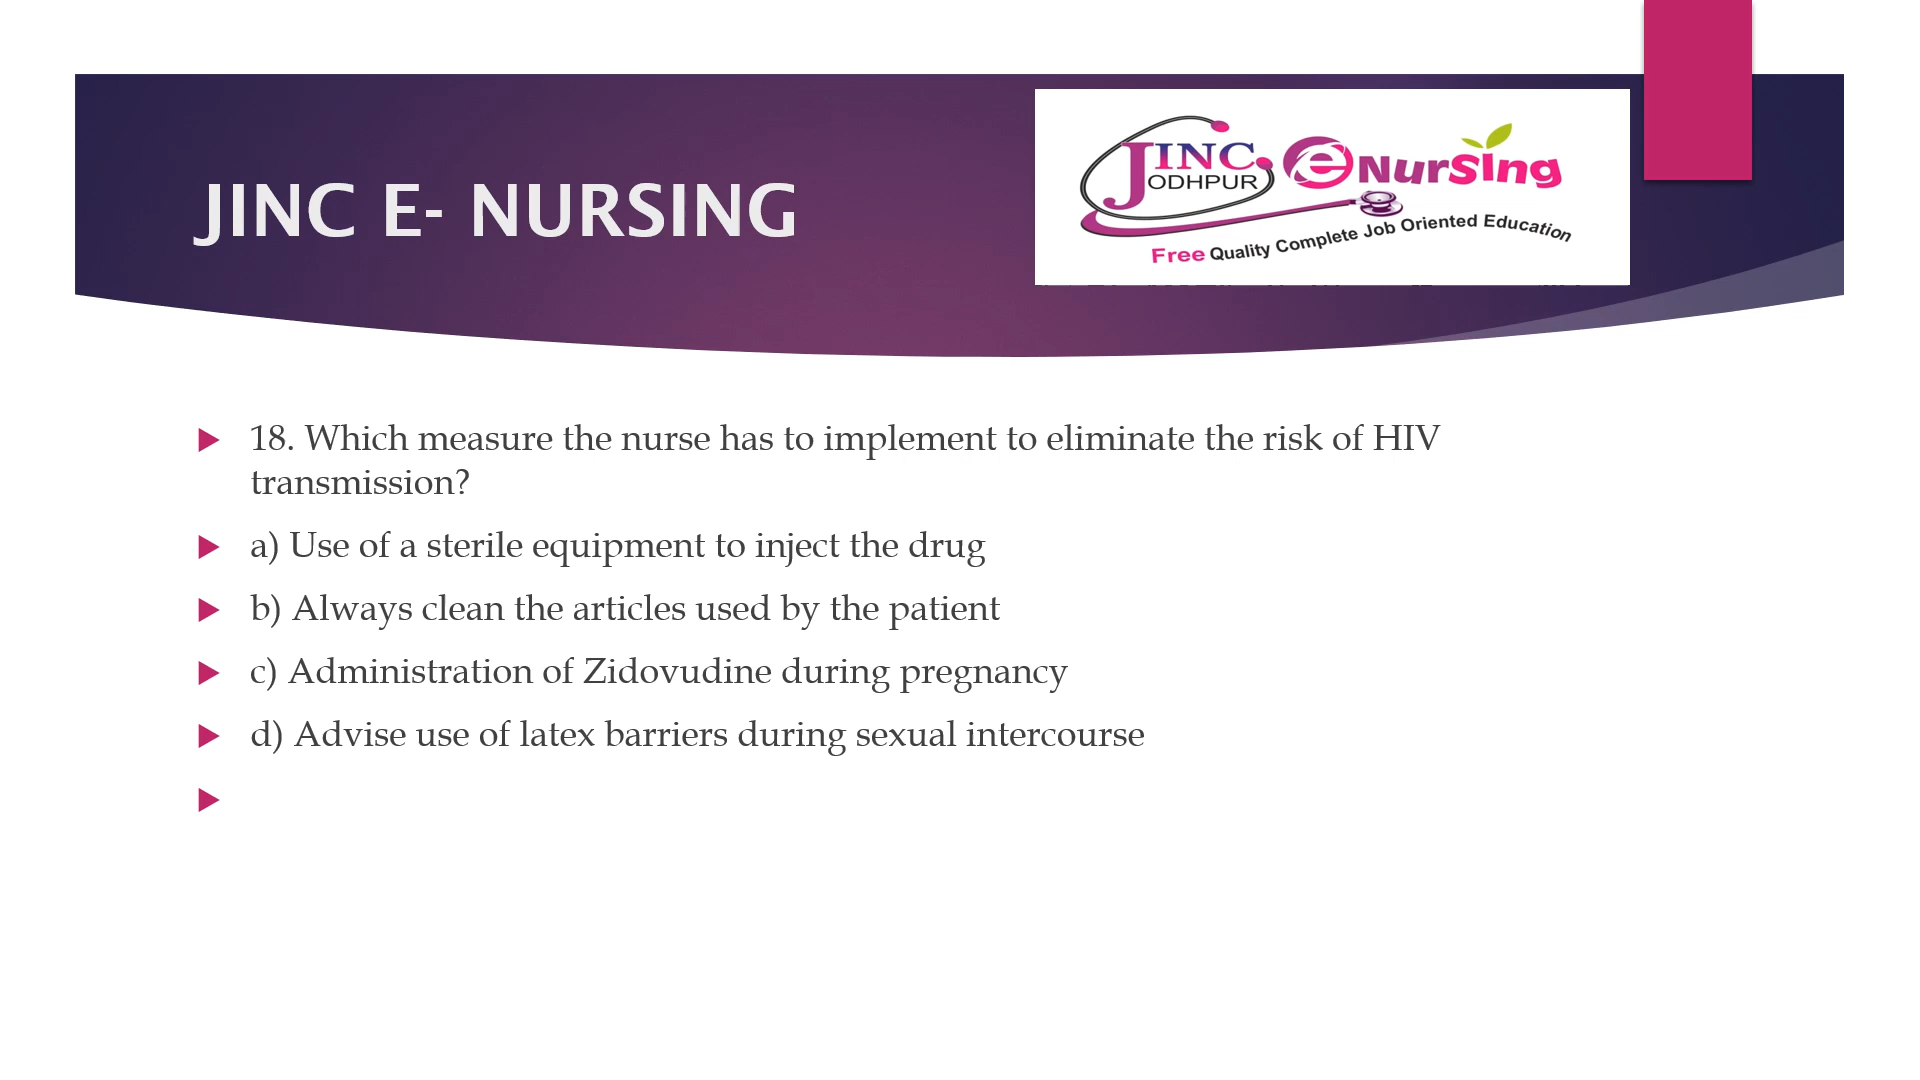 JINC E- NURSING
JINC
ODHPUR
eNursing
Free Quality Complete Job Oriented Education
18. Which measure the nurse has to implement to eliminate the risk of HIV
transmission?
a) Use of a sterile equipment to inject the drug
b) Always clean the articles used by the patient
c) Administration of Zidovudine during pregnancy
d) Advise use of latex barriers during sexual intercourse